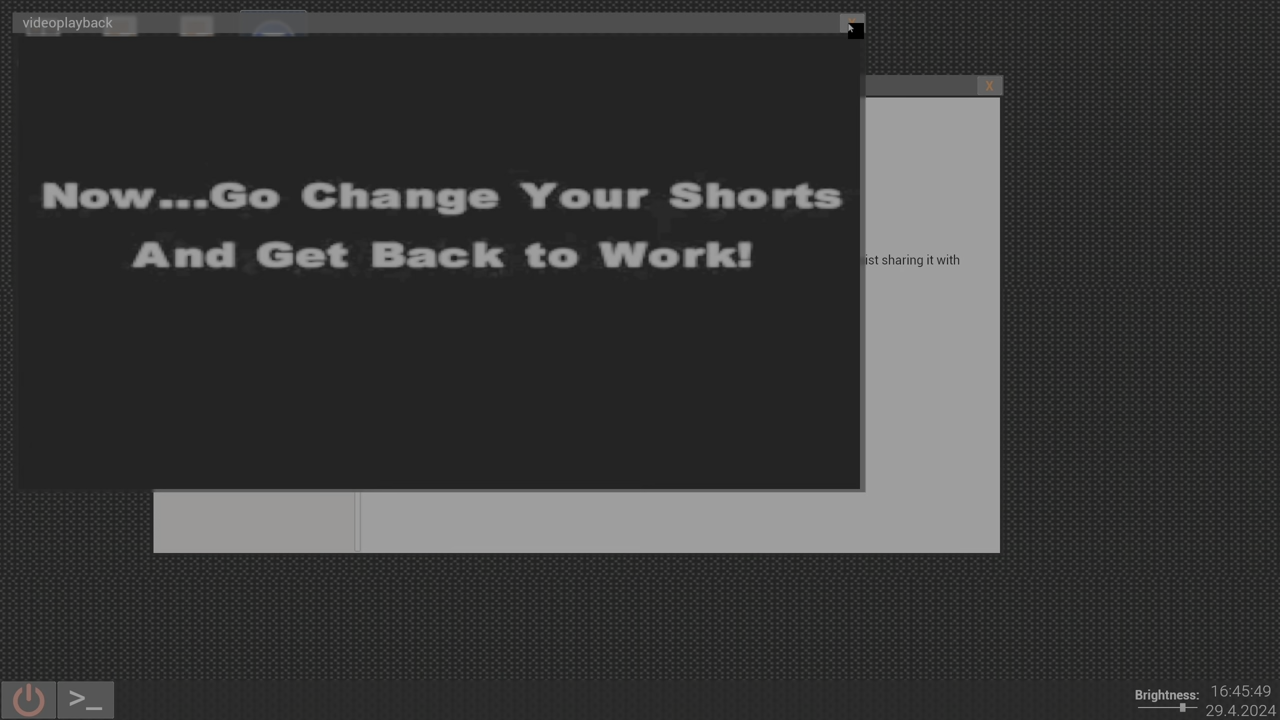 videoplayback
X
Now...Go Change Your Shorts
And Get Back to Work!
ist sharing it with
>_
Brightness:
16:45:49
29.4.2024